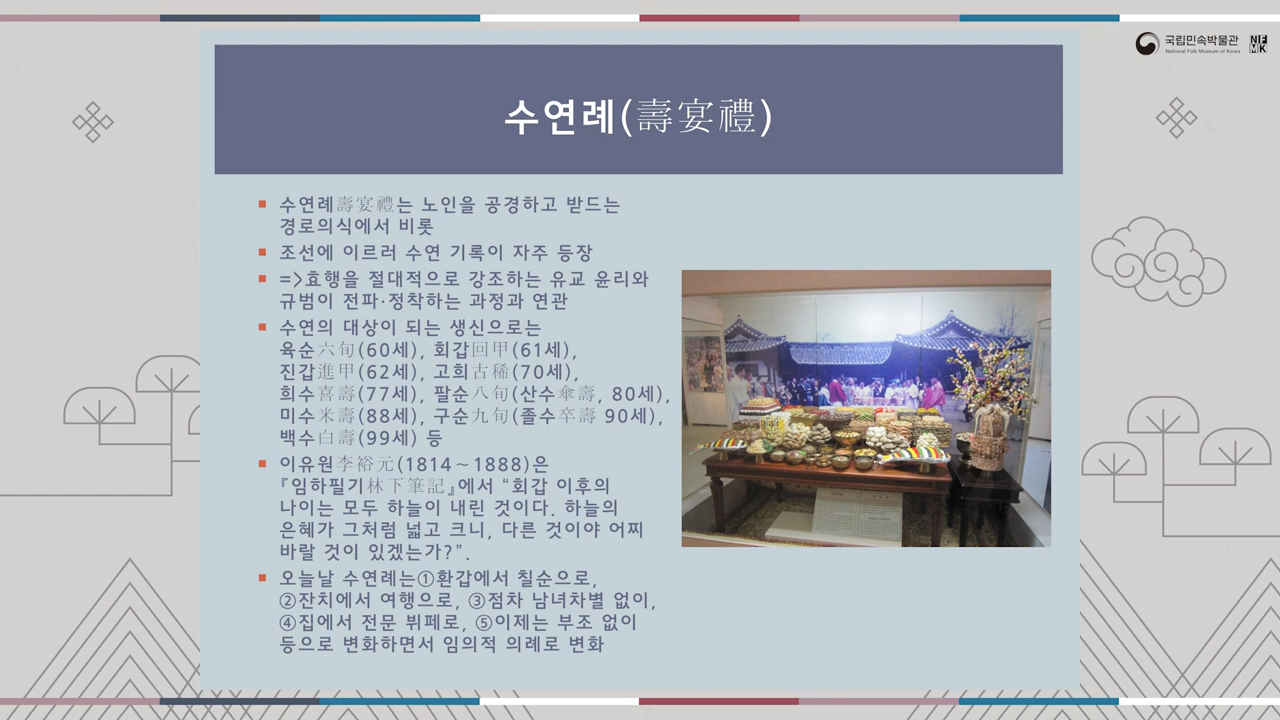 국립민속박물관
National Folk Museum of Korea
NF
MK
수연례(壽宴禮)
수연례壽宴禮는 노인을 공경하고 받드는
경로의식에서 비롯
조선에 이르러 수연 기록이 자주 등장
=>효행을 절대적으로 강조하는 유교 윤리와
규범이 전파·정착하는 과정과 연관
수연의 대상이 되는 생신으로는
육순六旬(60세), 회갑回甲(61세),
진갑進甲(62세), 고희古稀(70세),
희수喜壽(77세), 팔순八旬(산수傘壽, 80세),
미수米壽(88세), 구순九旬(졸수卒壽 90세),
백수白壽(99세) 등
이유원李裕元(1814～1888)은
『임하필기林下筆記』에서 “회갑 이후의
나이는 모두 하늘이 내린 것이다. 하늘의
은혜가 그처럼 넓고 크니, 다른 것이야 어찌
바랄 것이 있겠는가?”.
오늘날 수연례는①환갑에서 칠순으로,
②잔치에서 여행으로, ③점차 남녀차별 없이,
④집에서 전문 뷔페로, ⑤이제는 부조 없이
등으로 변화하면서 임의적 의례로 변화